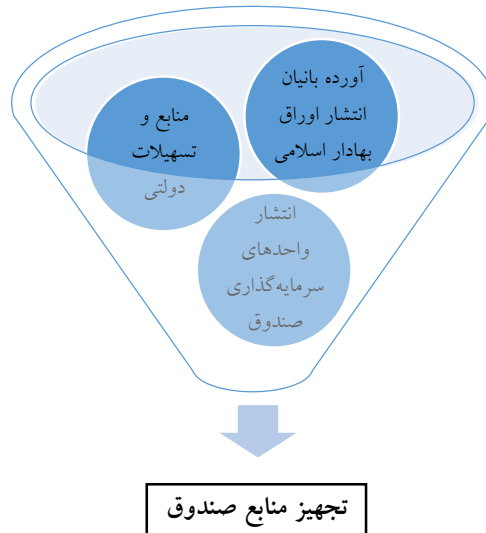 آورده بانیان
انتشار اوراق
بهادار اسلامی
منابع و
تسهیلات
دولتی
انتشار
واحدهای
سرمایه‌گذاری
صندوق
تجهیز منابع صندوق